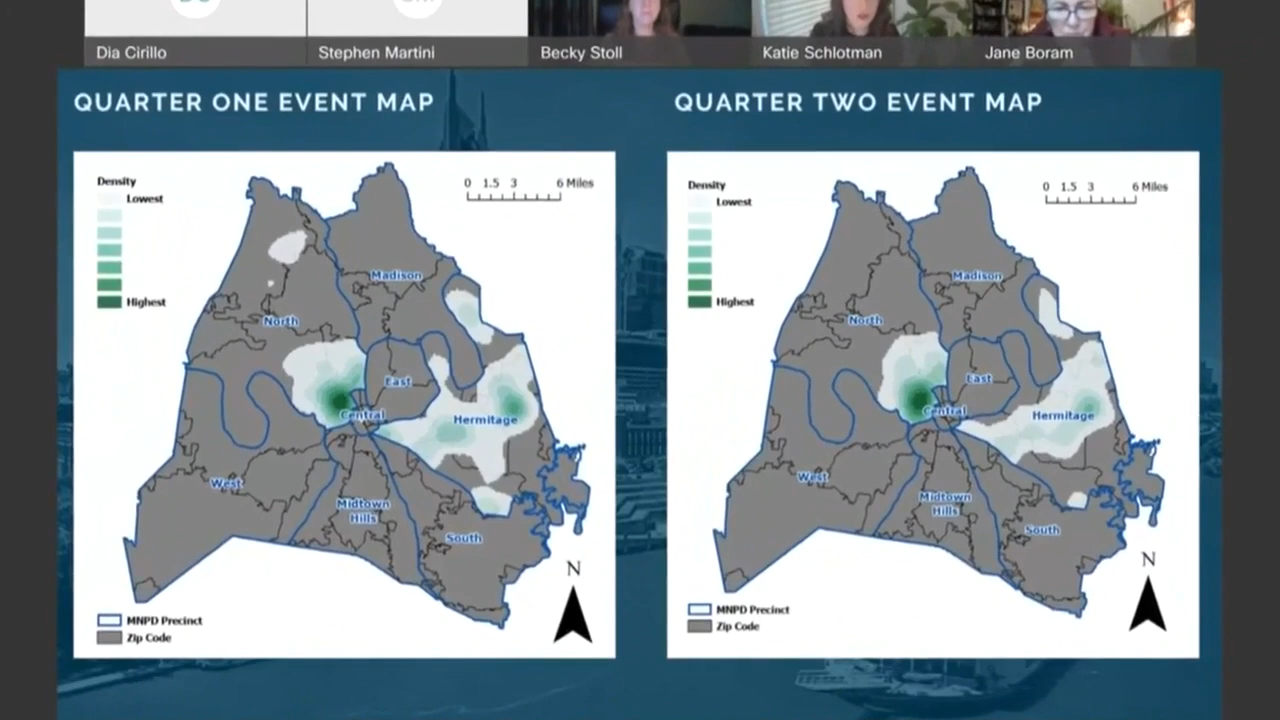 Dia Cirillo
Stephen Martini
Becky Stoll
Katie Schlotman
Jane Boram
QUARTER ONE EVENT MAP
QUARTER TWO EVENT MAP
Density
Lowest
Highest
0 1.5 3 6 Miles
Madison
North
East
Central
Hermitage
West
Midtown
Hills
South
N
MNPD Precinct
Zip Code
Density
Lowest
Highest
0 1.5 3 6 Miles
Madison
North
East
Central
Hermitage
West
Midtown
Hills
South
N
MNPD Precinct
Zip Code